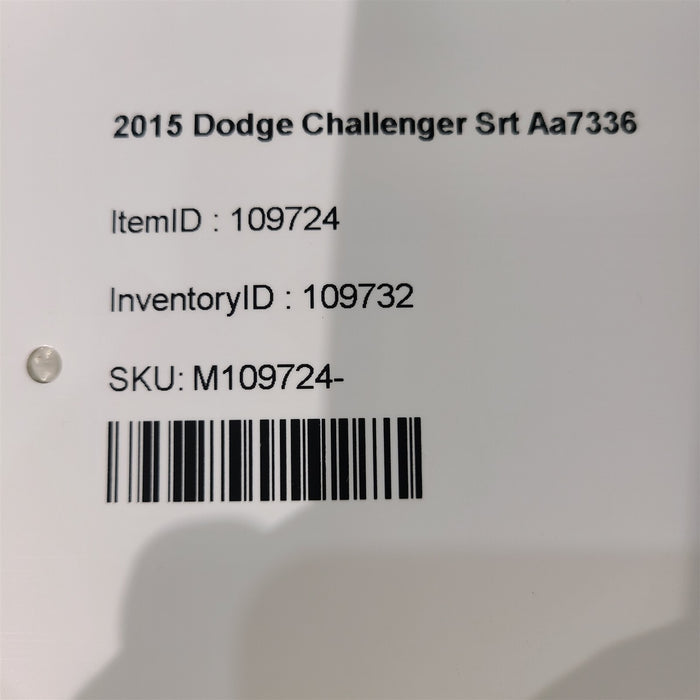 2015 Dodge Challenger Srt Aa7336
ItemID : 109724
InventoryID : 109732
SKU: M109724-